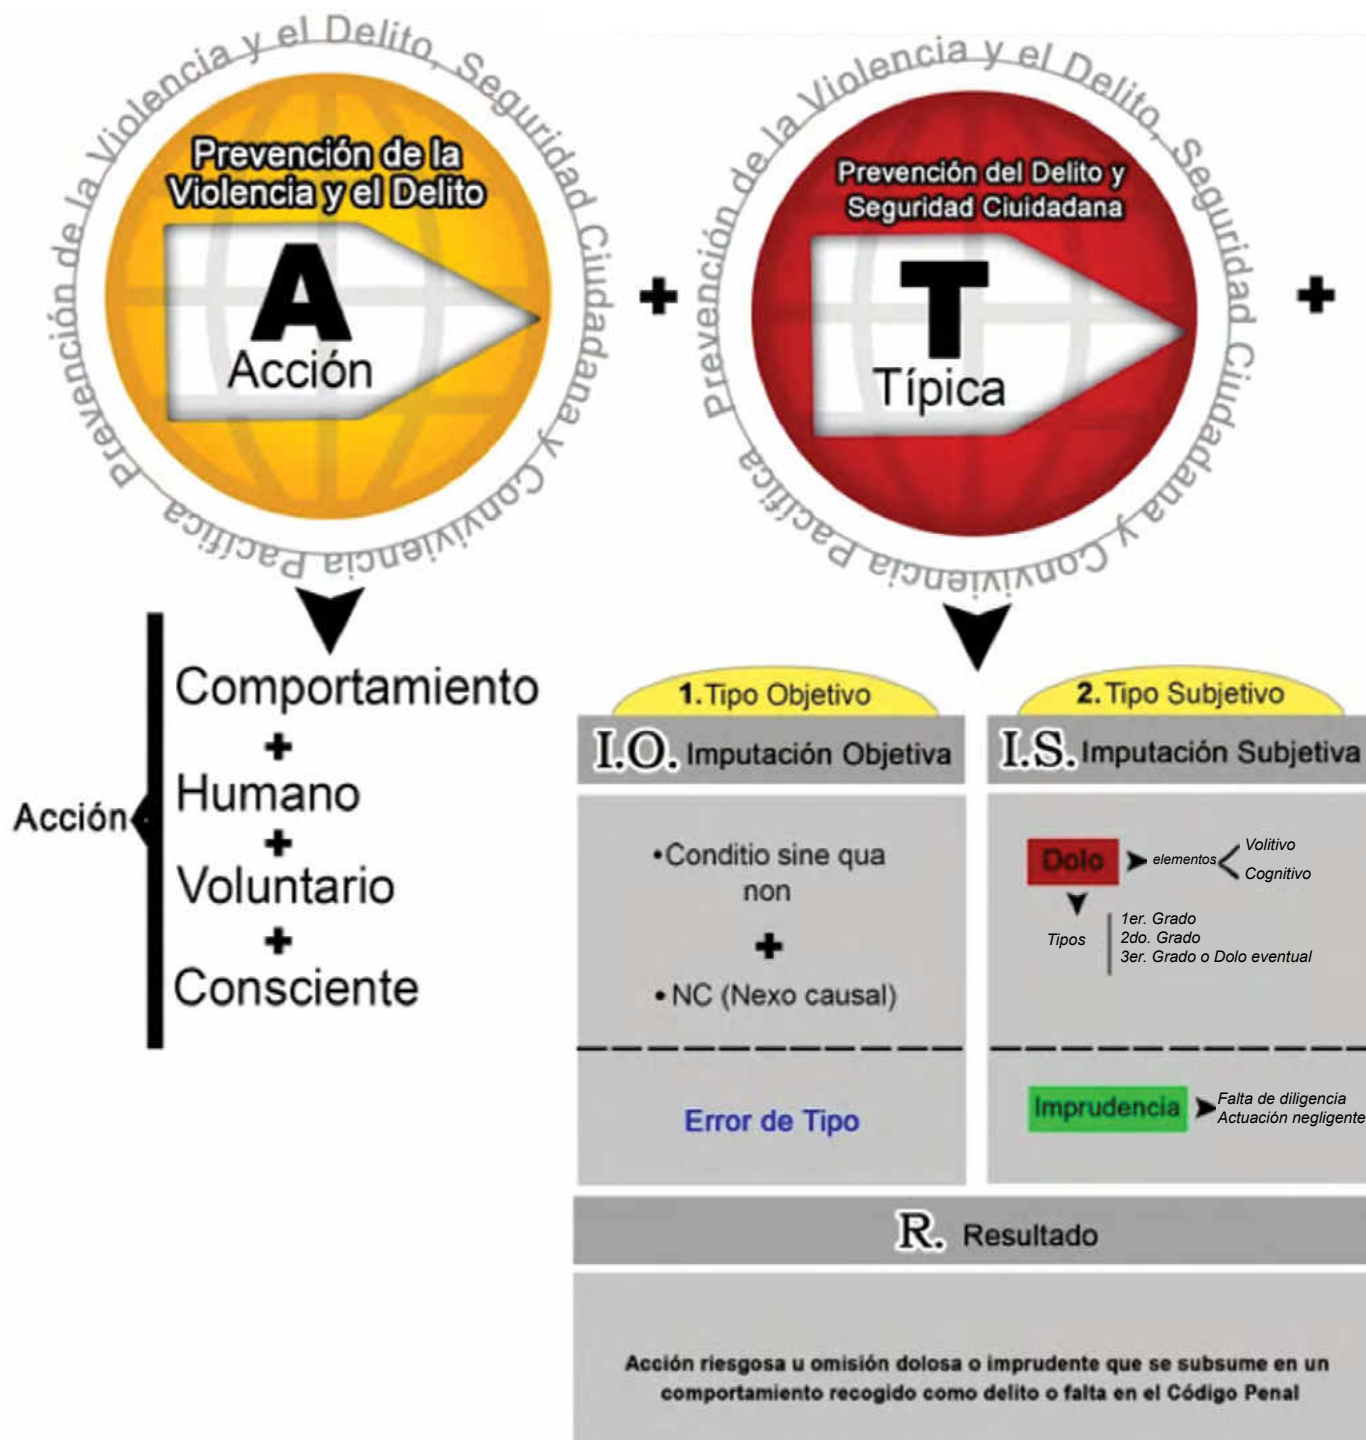 Prevención de la Violencia y el Delito, Seguridad Ciudadana y Conviviencia Pacífica
Prevención de la
Violencia y el Delito
A
Acción
+
Prevención de la Violencia y el Delito, Seguridad Ciudadana y Conviviencia Pacífica
Prevención del Delito y
Seguridad Ciuidadana
T
Típica
+
Acción
Comportamiento
+
Humano
+
Voluntario
+
Consciente
1. Tipo Objetivo
I.O. Imputación Objetiva
•Conditio sine qua
non
+
• NC (Nexo causal)
Error de Tipo
2. Tipo Subjetivo
I.S. Imputación Subjetiva
Dolo
elementos
Volitivo
Cognitivo
Tipos
1er. Grado
2do. Grado
3er. Grado o Dolo eventual
Imprudencia
Falta de diligencia
Actuación negligente
R. Resultado
Acción riesgosa u omisión dolosa o imprudente que se subsume en un
comportamiento recogido como delito o falta en el Código Penal